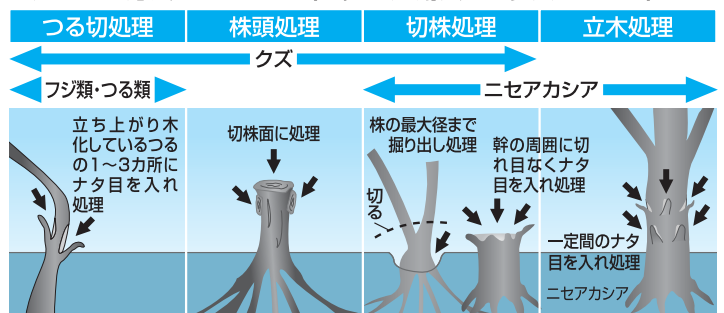 つる切処理
株頭処理
切株処理
立木処理
クズ
フジ類・つる類
ニセアカシア
立ち上がり木
化しているつる
の1〜3カ所に
ナタ目を入れ
処理
切株面に処理
株の最大径まで
掘り出し処理
切る
幹の周囲に切
れ目なくナタ
目を入れ処理
一定間のナタ
目を入れ処理
ニセアカシア